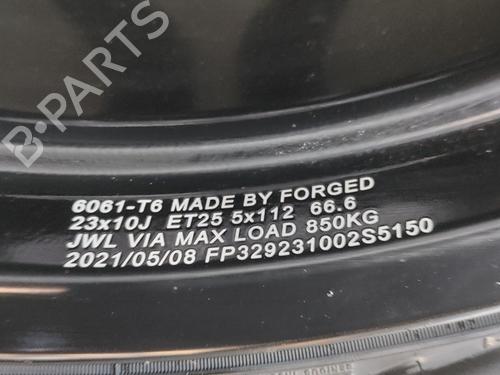 B-PARTS
6061-T6 MADE BY FORGED
23x10J ET25 5x112 66.6
JWL VIA MAX LOAD 850KG
2021/05/08 FP329231002S5150